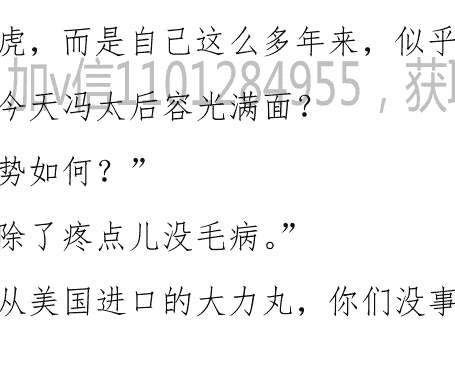 虎，而是自己这么多年来，似乎
加v信1101284955，获取
今天冯太后容光满面？
势如何？”
除了疼点儿没毛病。”
从美国进口的大力丸，你们没事